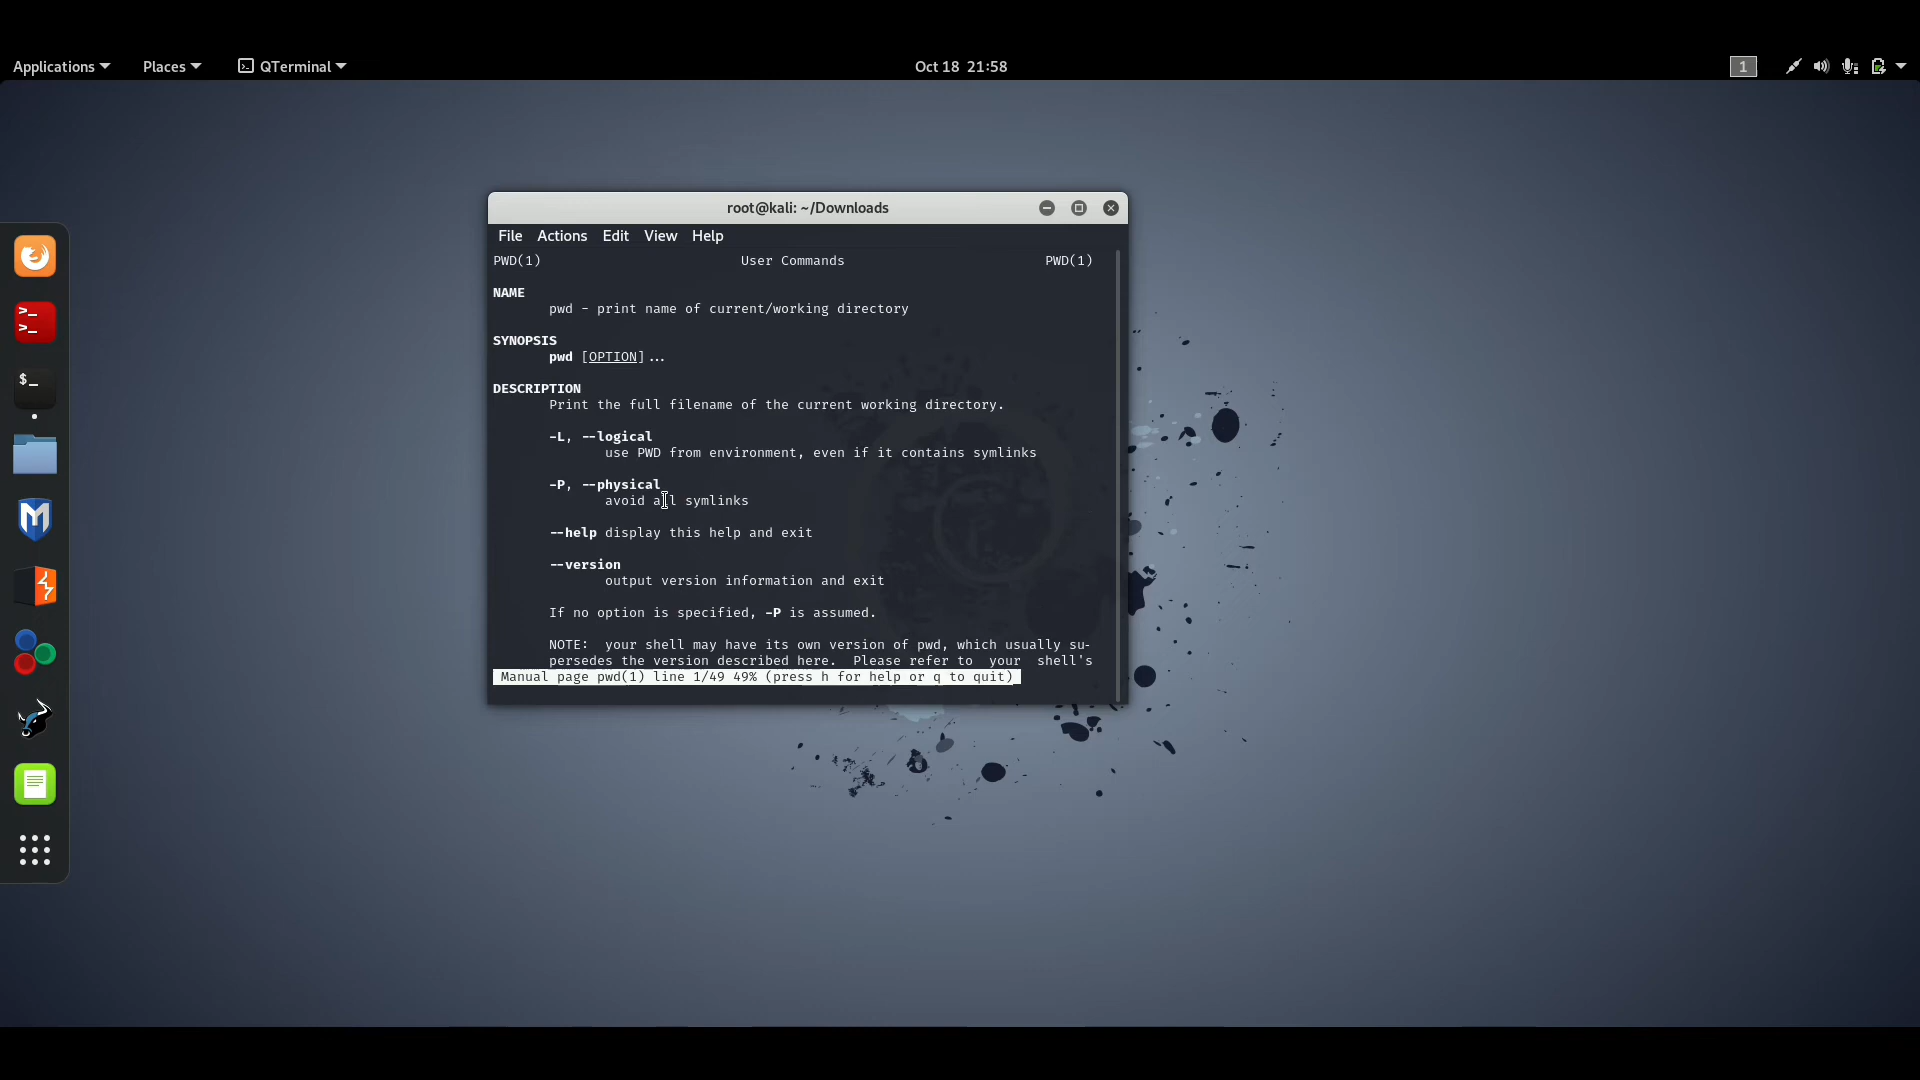 Applications Places QTerminal Oct 18 21:58 1
root@kali: ~/Downloads
File Actions Edit View Help
PWD(1) User Commands PWD(1)
NAME
pwd - print name of current/working directory
SYNOPSIS
pwd [OPTION]...
DESCRIPTION
Print the full filename of the current working directory.
-L, --logical
use PWD from environment, even if it contains symlinks
-P, --physical
avoid all symlinks
--help display this help and exit
--version
output version information and exit
If no option is specified, -P is assumed.
NOTE: your shell may have its own version of pwd, which usually su-
persedes the version described here. Please refer to your shell's
Manual page pwd(1) line 1/49 49% (press h for help or q to quit)
>_
>_
$_
M